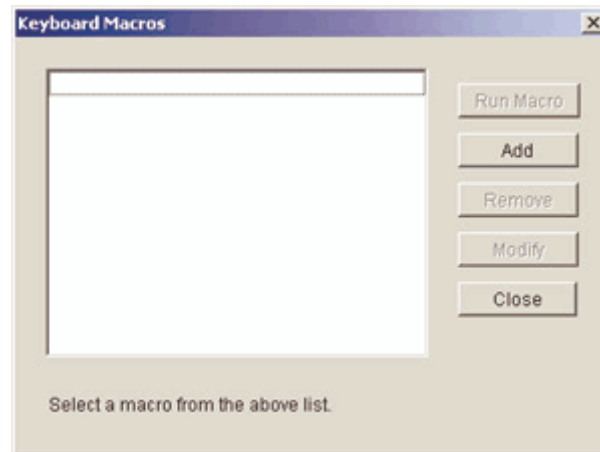 Keyboard Macros
Run Macro
Add
Remove
Modify
Close
Select a macro from the above list.